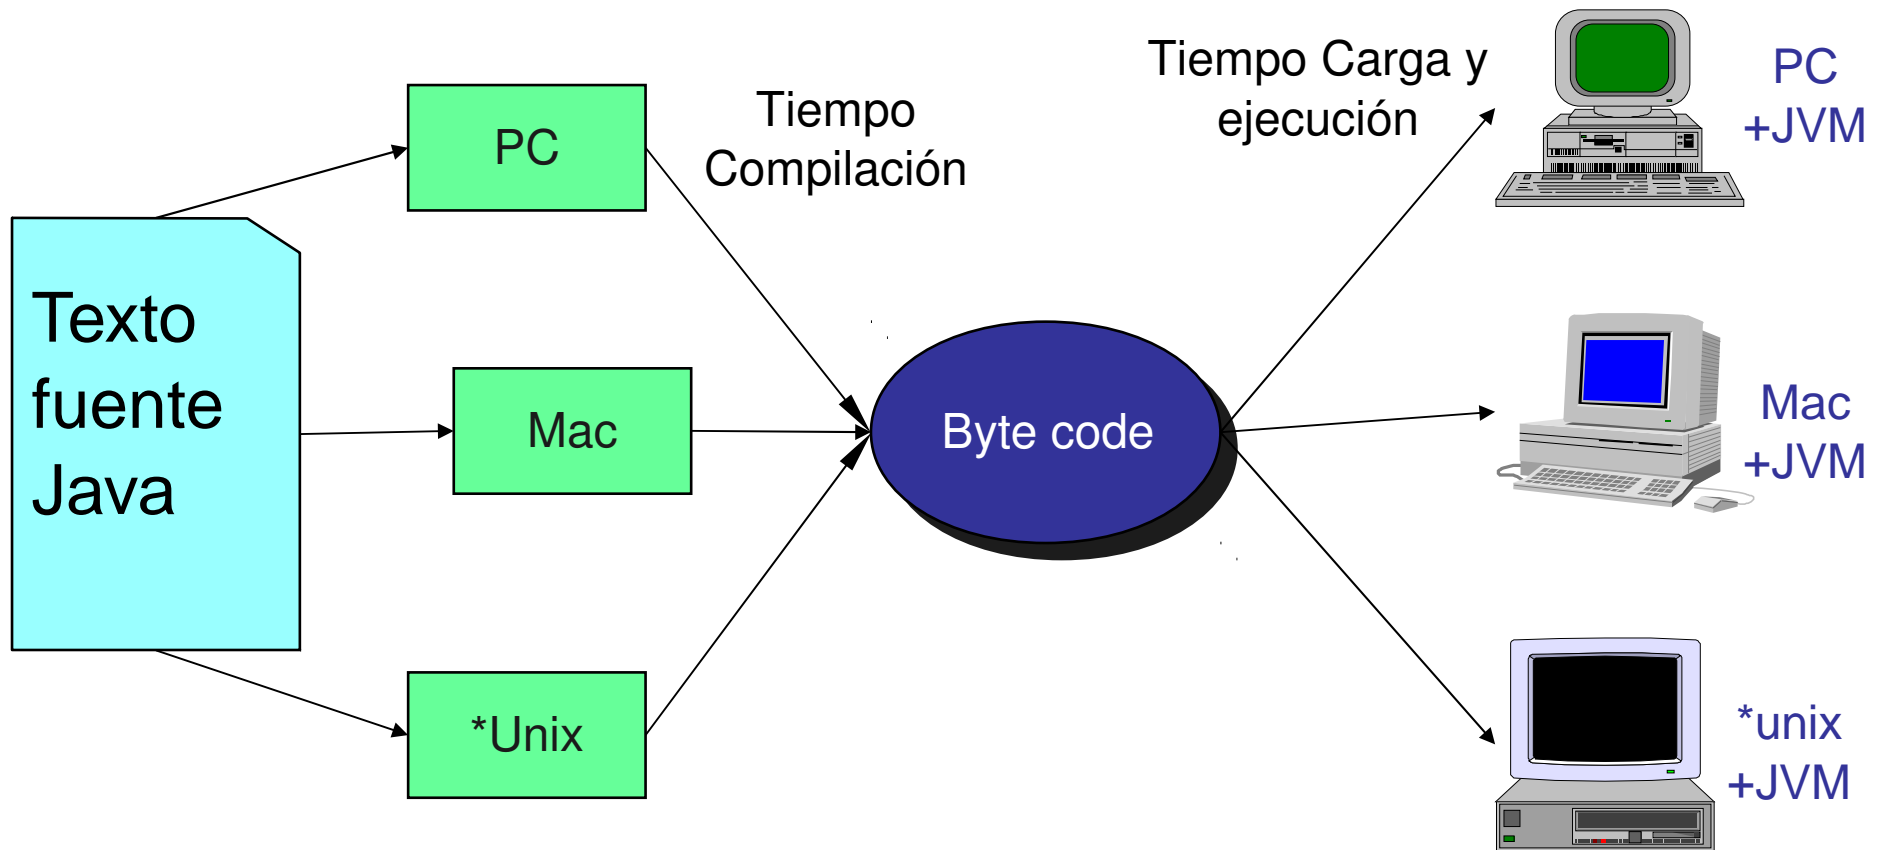 Texto
fuente
Java
PC
Mac
*Unix
Tiempo
Compilación
Byte code
Tiempo Carga y
ejecución
PC
+JVM
Mac
+JVM
*unix
+JVM